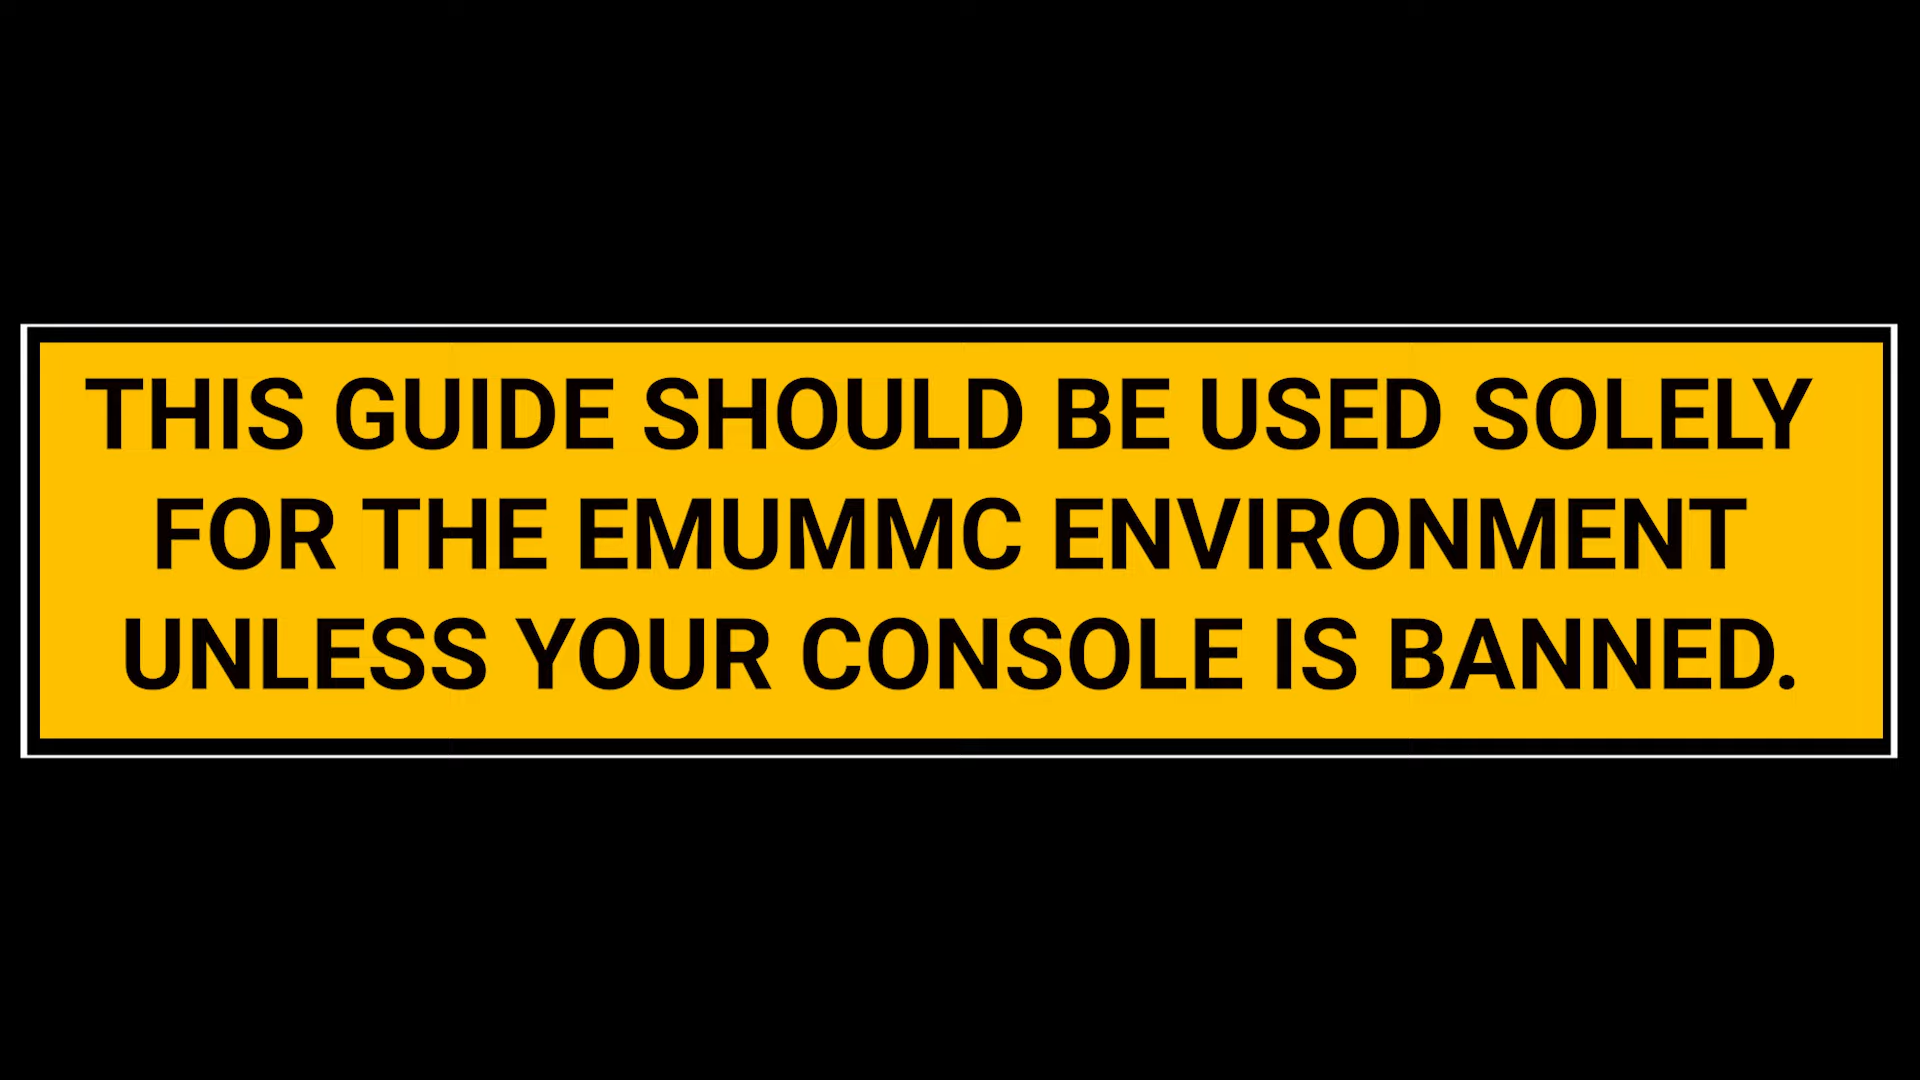 THIS GUIDE SHOULD BE USED SOLELY
FOR THE EMUMMC ENVIRONMENT
UNLESS YOUR CONSOLE IS BANNED.